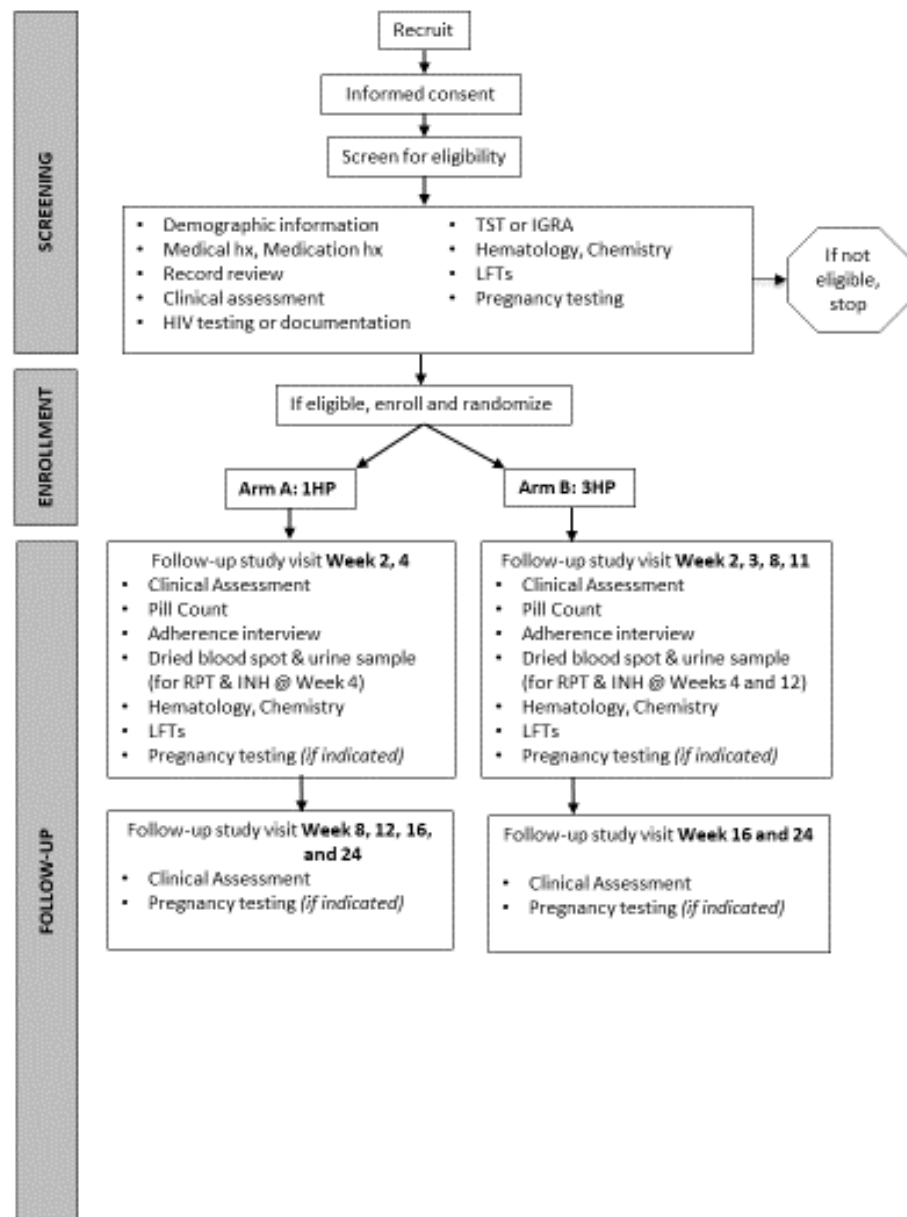 Recruit
Informed consent
Screen for eligibility
SCREENING
• Demographic information
• Medical hx, Medication hx
• Record review
• Clinical assessment
• HIV testing or documentation
• TST or IGRA
• Hematology, Chemistry
• LFTs
• Pregnancy testing
If not
eligible,
stop
ENROLLMENT
If eligible, enroll and randomize
Arm A: 1HP
Arm B: 3HP
FOLLOW-UP
Follow-up study visit Week 2, 4
• Clinical Assessment
• Pill Count
• Adherence interview
• Dried blood spot & urine sample
(for RPT & INH @ Week 4)
• Hematology, Chemistry
• LFTs
• Pregnancy testing (if indicated)
Follow-up study visit Week 2, 3, 8, 11
• Clinical Assessment
• Pill Count
• Adherence interview
• Dried blood spot & urine sample
(for RPT & INH @ Weeks 4 and 12)
• Hematology, Chemistry
• LFTs
• Pregnancy testing (if indicated)
Follow-up study visit Week 8, 12, 16,
and 24
• Clinical Assessment
• Pregnancy testing (if indicated)
Follow-up study visit Week 16 and 24
• Clinical Assessment
• Pregnancy testing (if indicated)